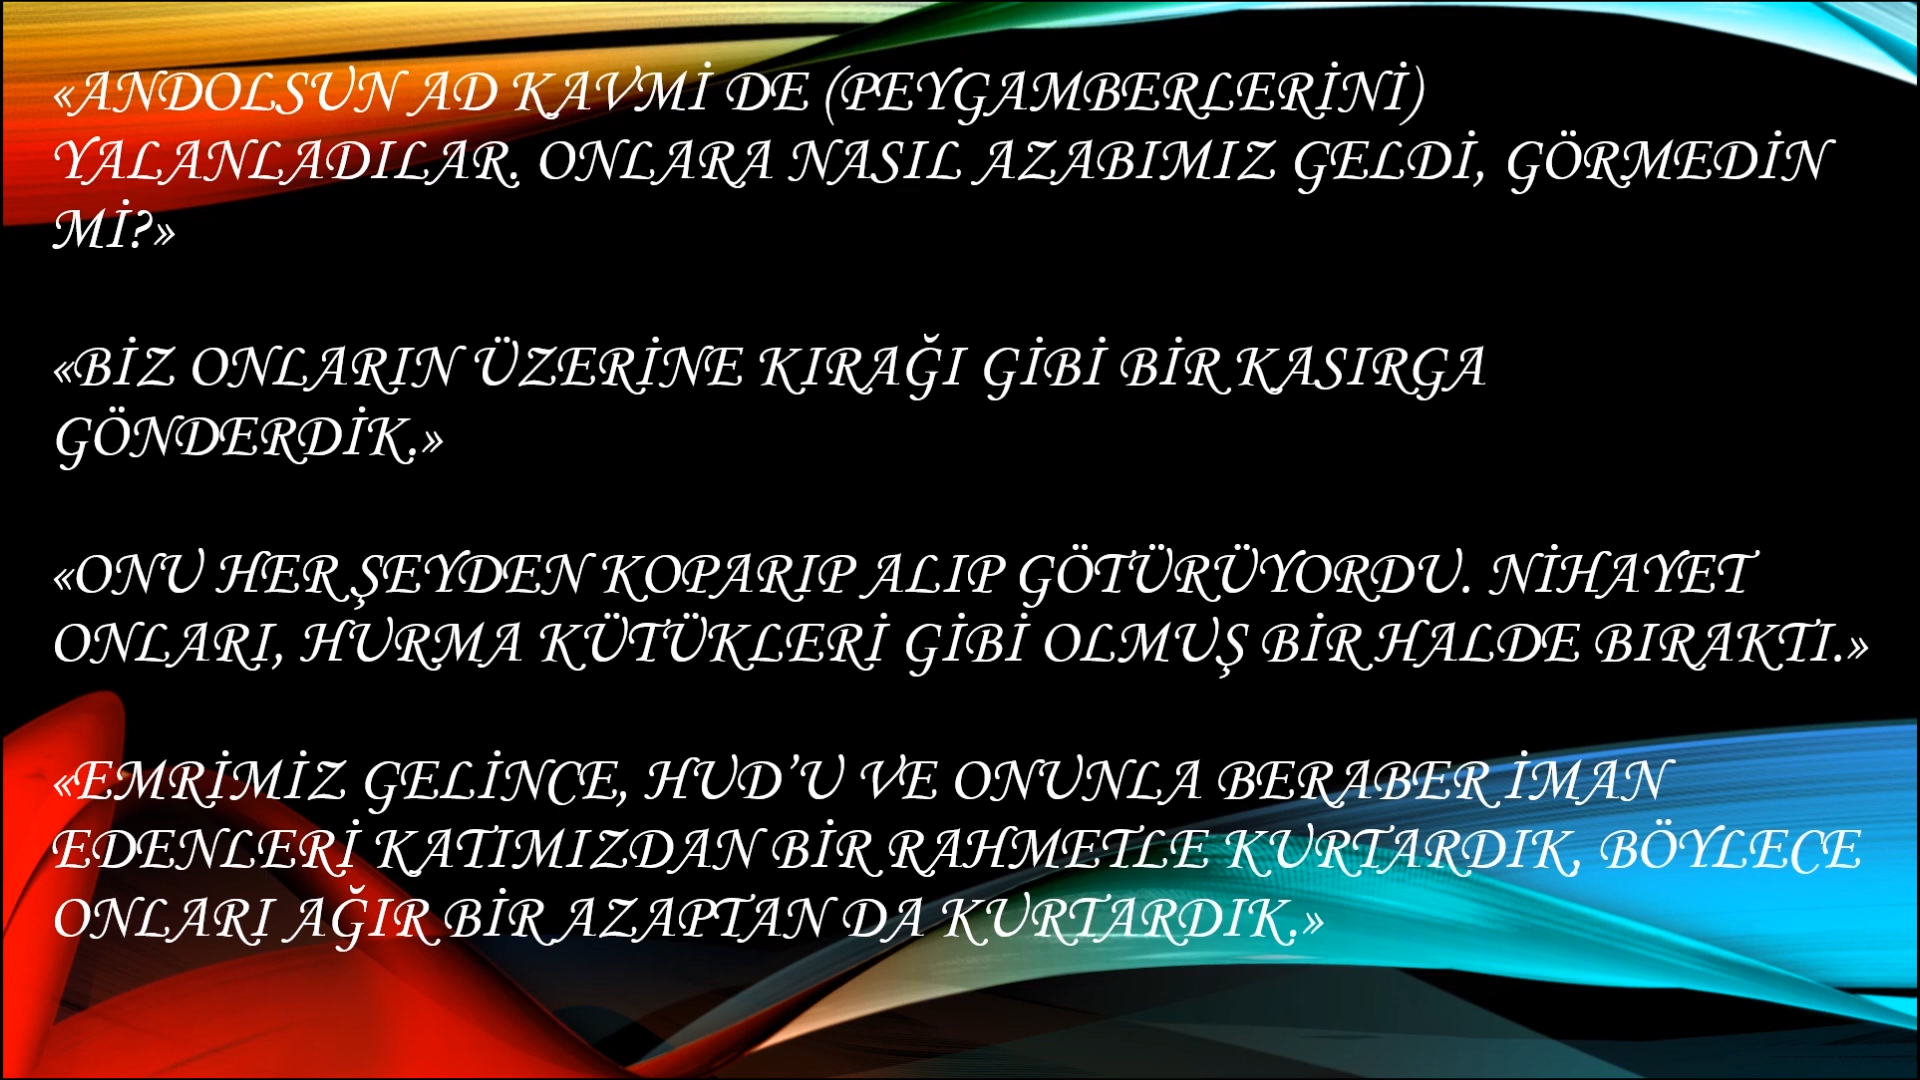 «ANDOLSUN AD KAVMİ DE (PEYGAMBERLERİNİ)
YALANLADILAR. ONLARA NASIL AZABIMIZ GELDİ, GÖRMEDİN
Mİ?»
«BİZ ONLARIN ÜZERİNE KIRAĞI GİBİ BİR KASIRGA
GÖNDERDİK.»
«ONU HER ŞEYDEN KOPARIP ALIP GÖTÜRÜYORDU. NİHAYET
ONLARI, HURMA KÜTÜKLERİ GİBİ OLMUŞ BİR HALDE BIRAKTI.»
«EMRİMİZ GELİNCE, HUD’U VE ONUNLA BERABER İMAN
EDENLERİ KATIMIZDAN BİR RAHMETLE KURTARDIK, BÖYLECE
ONLARI AĞIR BİR AZAPTAN DA KURTARDIK.»